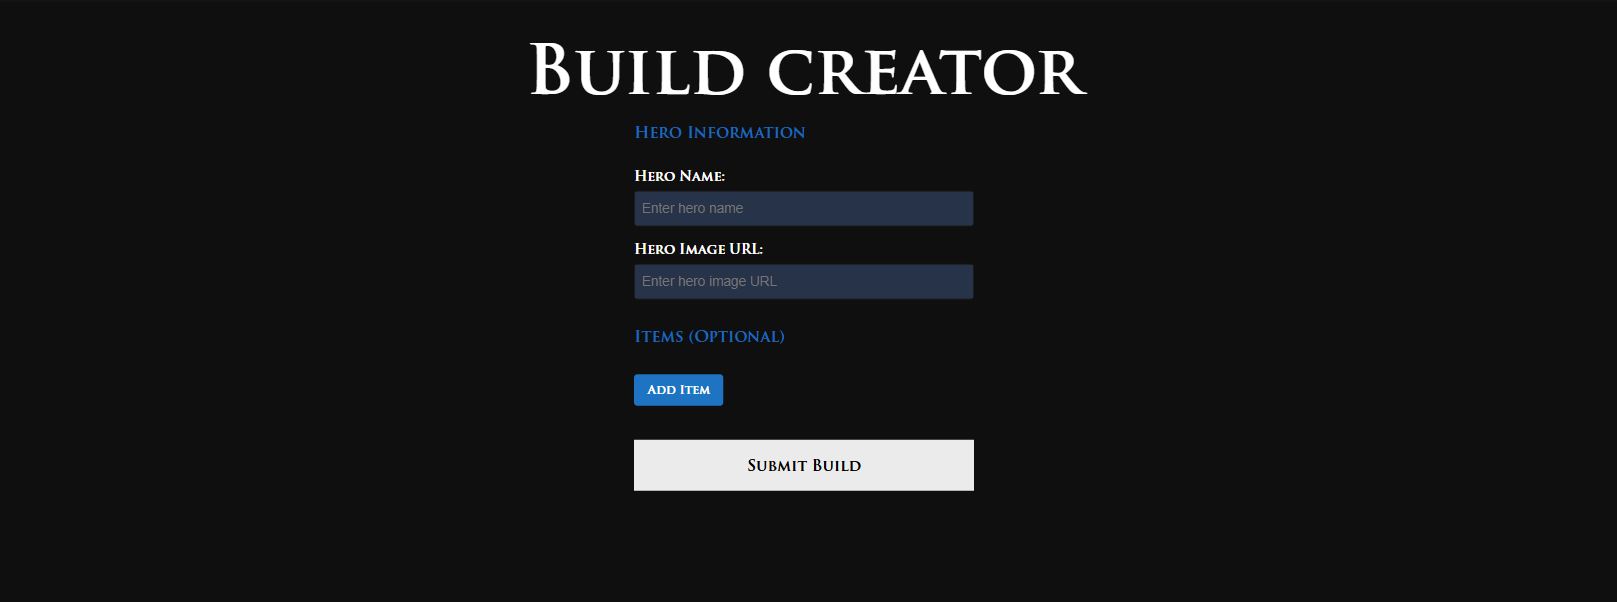 Build creator
Hero Information
Hero Name:
Enter hero name
Hero Image URL:
Enter hero image URL
Items (Optional)
Add Item
Submit Build